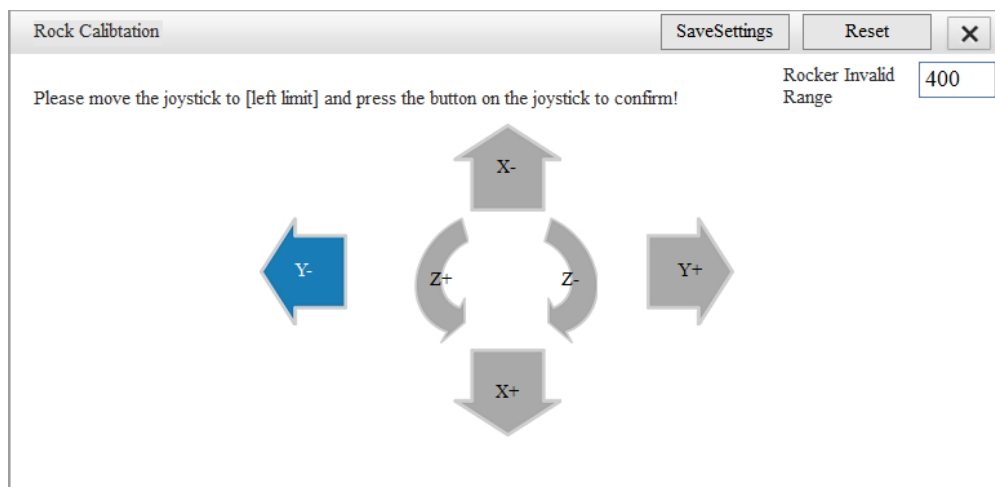 Rock Calibtation
SaveSettings
Reset
Rocker Invalid
Range
400
Please move the joystick to [left limit] and press the button on the joystick to confirm!
X-
Y-
Z+
Z-
Y+
X+